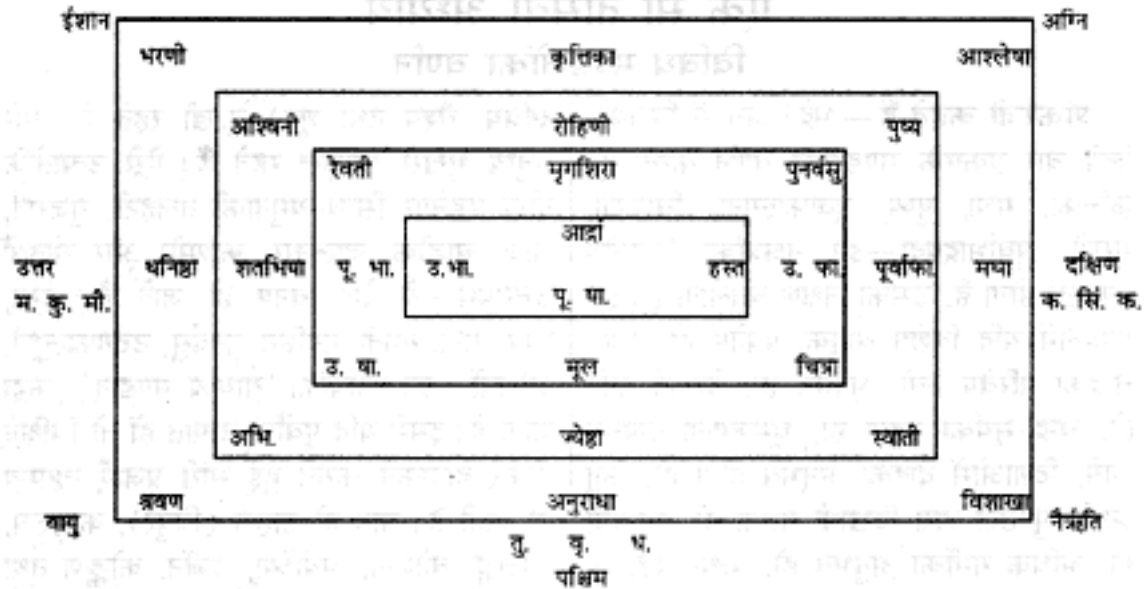 ईशान अग्नि
भरणी कृत्तिका आश्लेषा
अश्विनी रोहिणी पुष्य
रेवती मृगशिरा पुनर्वसु
आर्द्रा
उत्तर धनिष्ठा शतभिषा पू. भा. उ.भा. हस्त उ. फा. पूर्वाफा. मघा दक्षिण
म. कु. मी. पू. षा. क. सिं. क.
उ. षा. मूल चित्रा
अभि. ज्येष्ठा स्वाती
श्रवण अनुराधा विशाखा
वायु नैर्ऋति
तु. वृ. ध.
पश्चिम